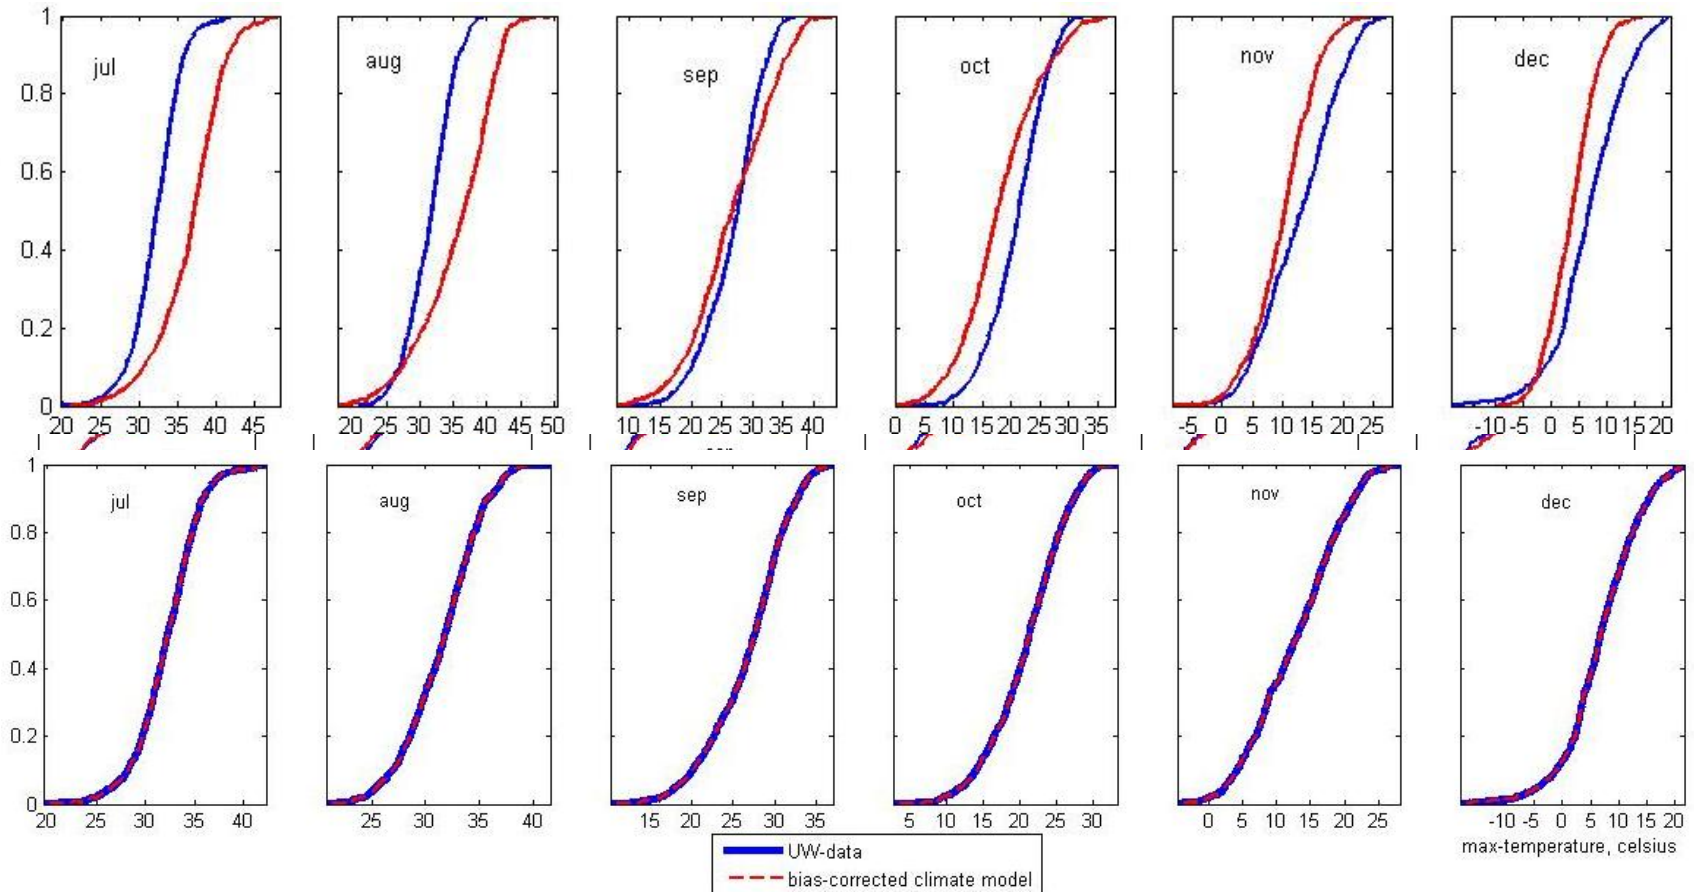 1
0.8
0.6
0.4
0.2
0
jul
aug
sep
oct
nov
dec
20 25 30 35 40 45
20 25 30 35 40 45 50
10 15 20 25 30 35 40
0 5 10 15 20 25 30 35
-5 0 5 10 15 20 25
-10 -5 0 5 10 15 20
1
0.8
0.6
0.4
0.2
0
jul
aug
sep
oct
nov
dec
20 25 30 35 40
25 30 35 40
15 20 25 30 35
5 10 15 20 25 30
0 5 10 15 20 25
-10 -5 0 5 10 15 20
max-temperature, celsius
UW-data
bias-corrected climate model